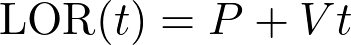 LOR(t) = P + Vt